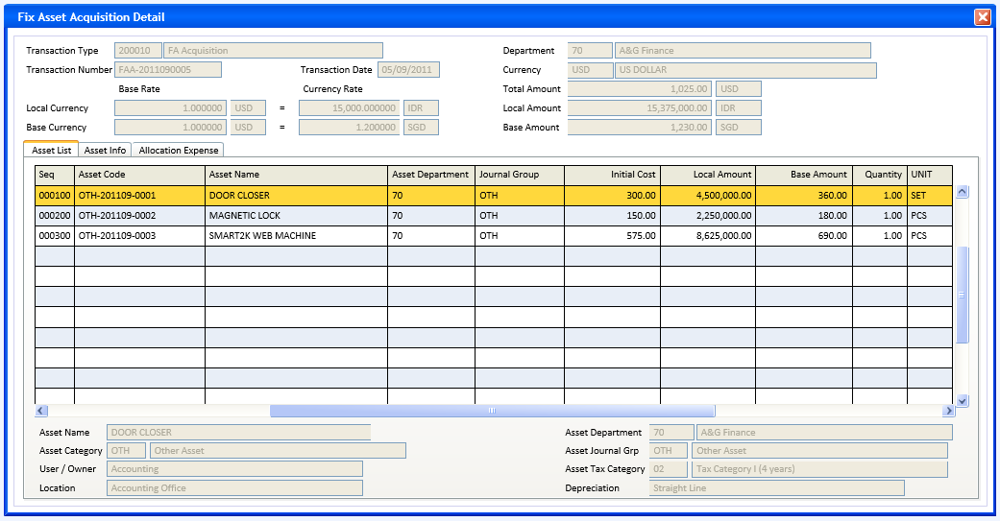 Fix Asset Acquisition Detail
Transaction Type 200010 FA Acquisition Department 70 A&G Finance
Transaction Number FAA-2011090005 Transaction Date 05/09/2011 Currency USD US DOLLAR
Base Rate Currency Rate Total Amount 1,025.00 USD
Local Currency 1.000000 USD = 15,000.000000 IDR Local Amount 15,375,000.00 IDR
Base Currency 1.000000 USD = 1.200000 SGD Base Amount 1,230.00 SGD
Asset List Asset Info Allocation Expense
Seq Asset Code Asset Name Asset Department Journal Group Initial Cost Local Amount Base Amount Quantity UNIT
000100 OTH-201109-0001 DOOR CLOSER 70 OTH 300.00 4,500,000.00 360.00 1.00 SET
000200 OTH-201109-0002 MAGNETIC LOCK 70 OTH 150.00 2,250,000.00 180.00 1.00 PCS
000300 OTH-201109-0003 SMART2K WEB MACHINE 70 OTH 575.00 8,625,000.00 690.00 1.00 PCS
Asset Name DOOR CLOSER Asset Department 70 A&G Finance
Asset Category OTH Other Asset Asset Journal Grp OTH Other Asset
User / Owner Accounting Asset Tax Category 02 Tax Category I (4 years)
Location Accounting Office Depreciation Straight Line